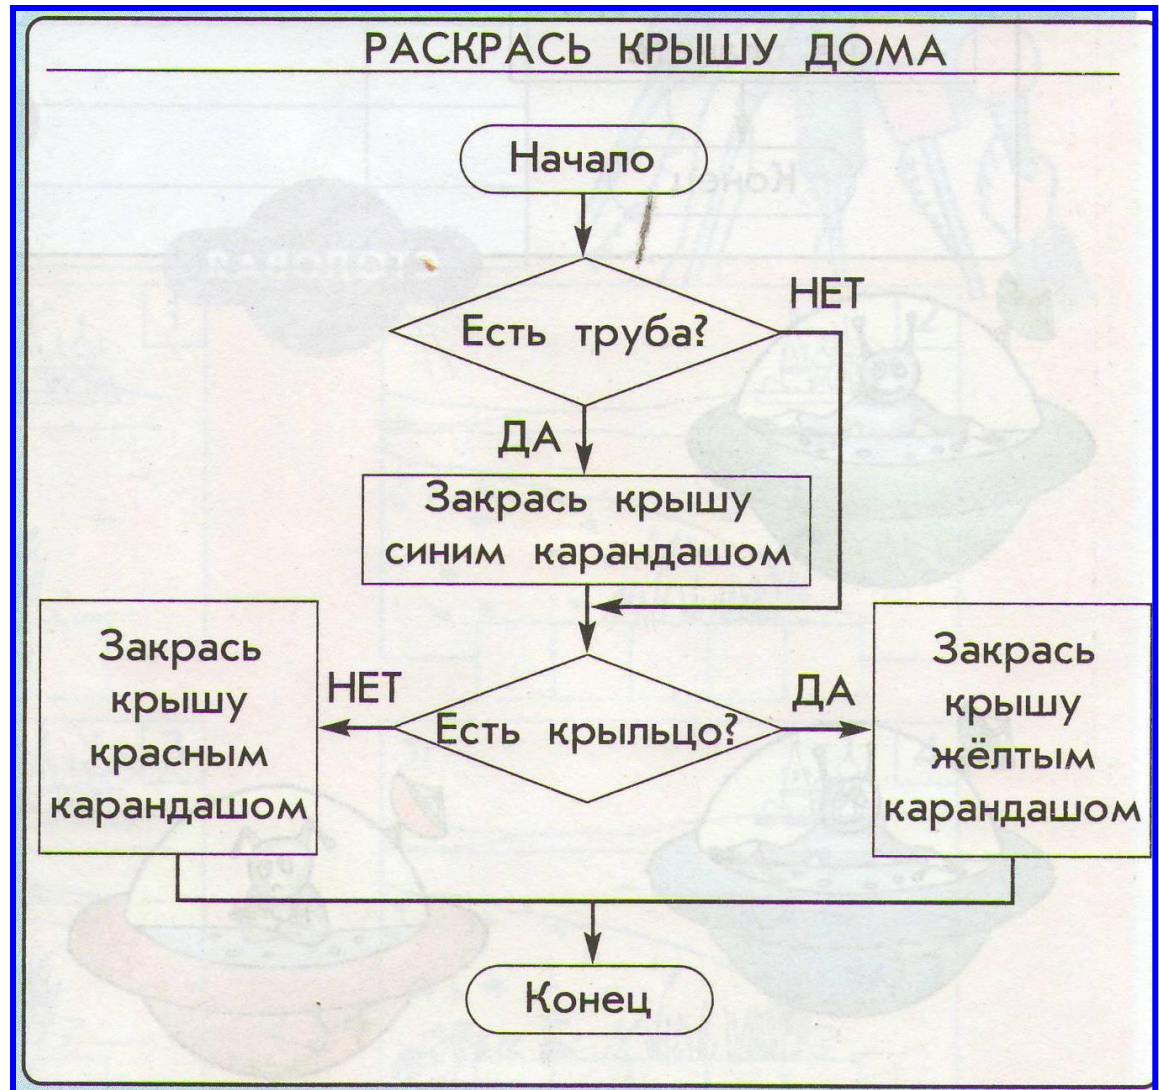 РАСКРАСЬ КРЫШУ ДОМА
Начало
Есть труба?
НЕТ
ДА
Закрась крышу
синим карандашом
Есть крыльцо?
НЕТ
ДА
Закрась
крышу
красным
карандашом
Закрась
крышу
жёлтым
карандашом
Конец